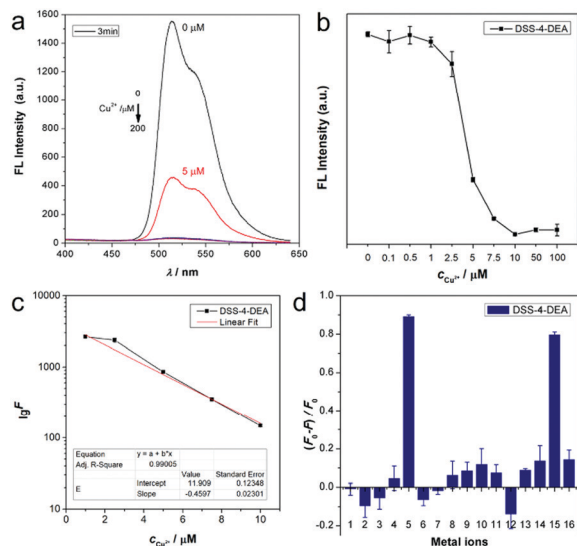 a
3min
0 μM
0
Cu²⁺ /μM
200
5 μM
FL Intensity (a.u.)
1600
1400
1200
1000
800
600
400
200
0
400 450 500 550 600 650
λ / nm
b
DSS-4-DEA
FL Intensity (a.u.)
0 0.1 0.5 1 2.5 5 7.5 10 50 100
c Cu²⁺ / μM
c
DSS-4-DEA
Linear Fit
lgF
10000
1000
100
10
Equation y = a + b*x
Adj. R-Square 0.99005
Value Standard Error
E Intercept 11.909 0.12348
Slope -0.4597 0.02301
0 2 4 6 8 10
c Cu²⁺ / μM
d
DSS-4-DEA
(F₀-F) / F₀
1.0
0.8
0.6
0.4
0.2
0.0
1 2 3 4 5 6 7 8 9 10 11 12 13 14 15 16
Metal ions